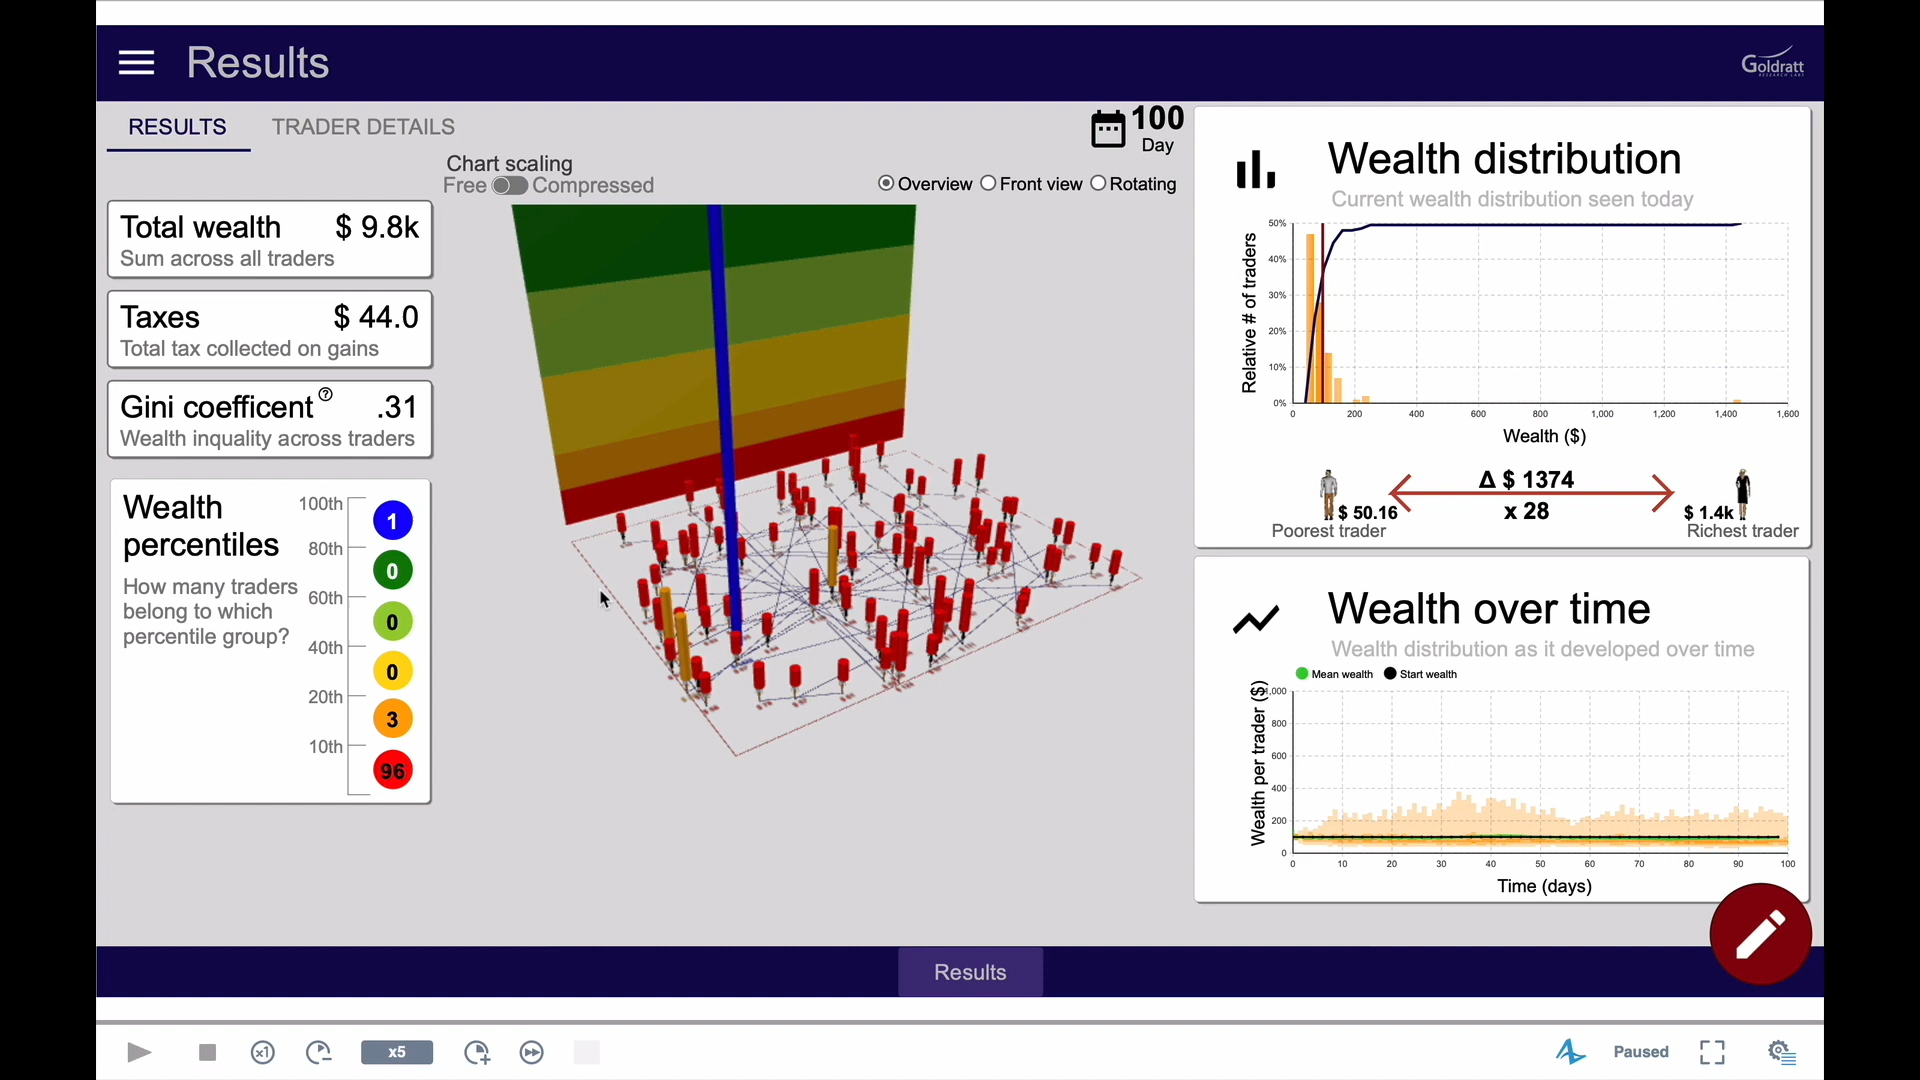 Results
Goldratt
RESEARCH LABS
RESULTS
TRADER DETAILS
100
Day
Chart scaling
Free
Compressed
Overview
Front view
Rotating
Total wealth
$ 9.8k
Sum across all traders
Taxes
$ 44.0
Total tax collected on gains
Gini coefficent
?
.31
Wealth inquality across traders
Wealth
percentiles
How many traders
belong to which
percentile group?
100th
80th
60th
40th
20th
10th
1
0
0
0
3
96
Wealth distribution
Current wealth distribution seen today
Relative # of traders
50%
40%
30%
20%
10%
0%
0
200
400
600
800
1,000
1,200
1,400
1,600
Wealth ($)
Δ $ 1374
x 28
$ 50.16
Poorest trader
$ 1.4k
Richest trader
Wealth over time
Wealth distribution as it developed over time
Mean wealth
Start wealth
Wealth per trader ($)
1,000
800
600
400
200
0
0
10
20
30
40
50
60
70
80
90
100
Time (days)
Results
x1
x5
Paused